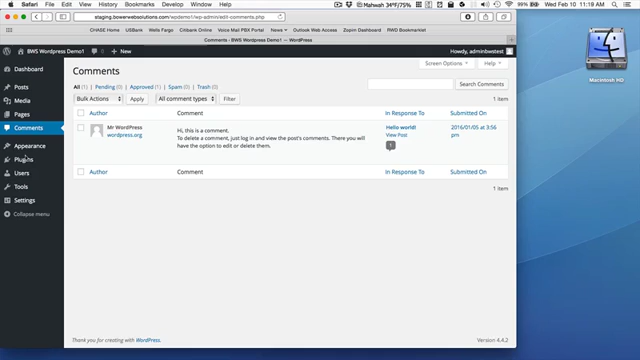 Safari File Edit View History Bookmarks Develop Window Help
Mahwah 34°F/75% Wed Feb 10 11:19 AM
staging.bowerwebsolutions.com/wpdemo1/wp-admin/edit-comments.php
CHASE Home USBank Wells Fargo Voice Mail PBX Portal News Outlook Web Access Zopim Dashboard RWD Bookmarklet
Comments ‹ BWS Wordpress Demo1 — WordPress
BWS Wordpress Demo1 0 + New Howdy, adminbwstest
Screen Options Help
Macintosh HD
Dashboard
Posts
Media
Pages
Comments
Appearance
Plugins
Users
Tools
Settings
Collapse menu
Comments
All (1) | Pending (0) | Approved (1) | Spam (0) | Trash (0)
Search Comments
Bulk Actions Apply All comment types Filter 1 item
Author Comment In Response To Submitted On
Mr WordPress
wordpress.org
Hi, this is a comment.
To delete a comment, just log in and view the post's comments. There you will
have the option to edit or delete them.
Hello world!
View Post
1
2016/01/05 at 3:56
pm
Author Comment In Response To Submitted On
1 item
Thank you for creating with WordPress. Version 4.4.2